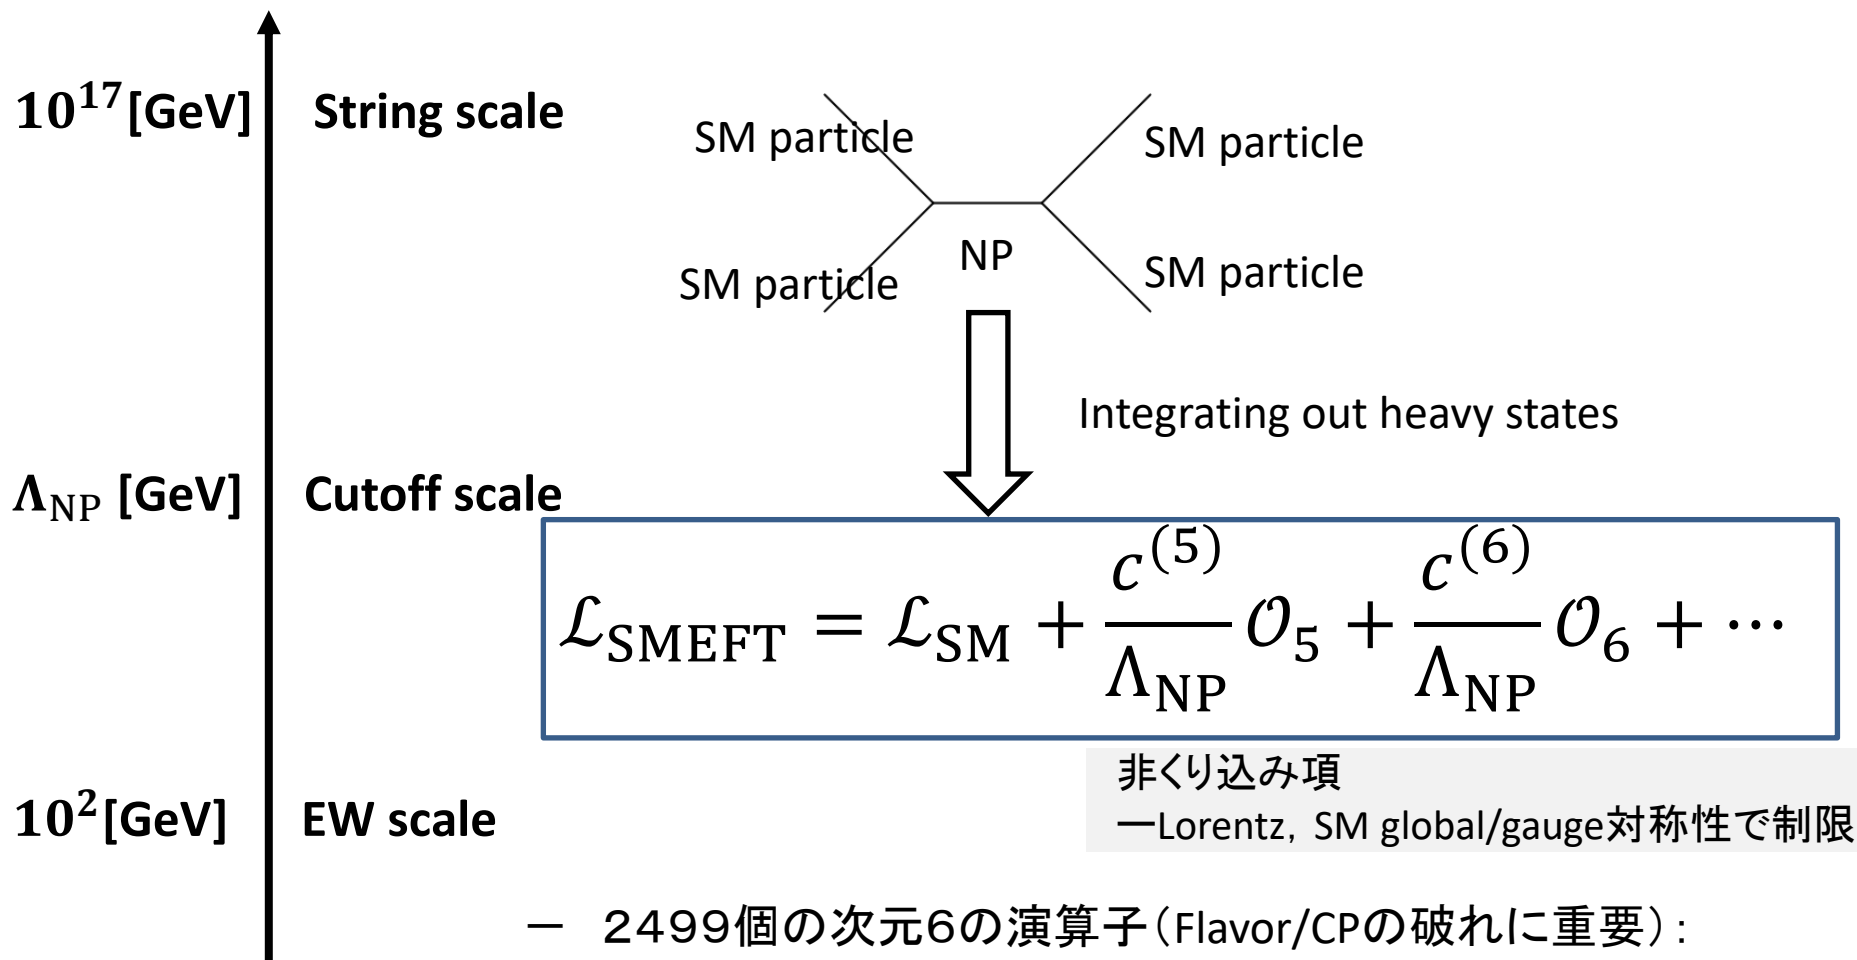 10^17[GeV] String scale
SM particle SM particle
NP
SM particle SM particle
Integrating out heavy states
Λ_NP [GeV] Cutoff scale
ℒ_SMEFT = ℒ_SM + c^(5)/Λ_NP 𝒪_5 + c^(6)/Λ_NP 𝒪_6 + ⋯
非くり込み項
ーLorentz, SM global/gauge対称性で制限
10^2[GeV] EW scale
－ 2499個の次元6の演算子（Flavor/CPの破れに重要）：